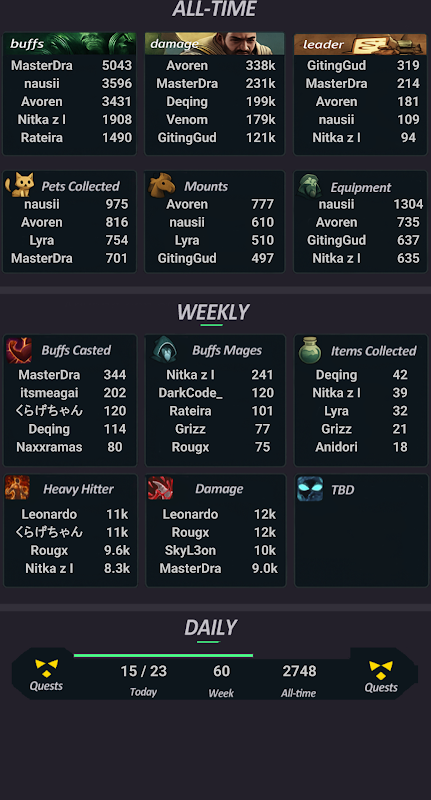 ALL-TIME
buffs
MasterDra 5043
nausii 3596
Avoren 3431
Nitka z l 1908
Rateira 1490
damage
Avoren 338k
MasterDra 231k
Deqing 199k
Venom 179k
GitingGud 121k
leader
GitingGud 319
MasterDra 214
Avoren 181
nausii 109
Nitka z l 94
Pets Collected
nausii 975
Avoren 816
Lyra 754
MasterDra 701
Mounts
Avoren 777
nausii 610
Lyra 510
GitingGud 497
Equipment
nausii 1304
Avoren 735
GitingGud 637
Nitka z l 635
WEEKLY
Buffs Casted
MasterDra 344
itsmeagai 202
くらげちゃん 120
Deqing 114
Naxxramas 80
Buffs Mages
Nitka z l 241
DarkCode_ 120
Rateira 101
Grizz 77
Rougx 75
Items Collected
Deqing 42
Nitka z l 39
Lyra 32
Grizz 21
Anidori 18
Heavy Hitter
Leonardo 11k
くらげちゃん 11k
Rougx 9.6k
Nitka z l 8.3k
Damage
Leonardo 12k
Rougx 12k
SkyL3on 10k
MasterDra 9.0k
TBD
DAILY
Quests
15 / 23
Today
60
Week
2748
All-time
Quests